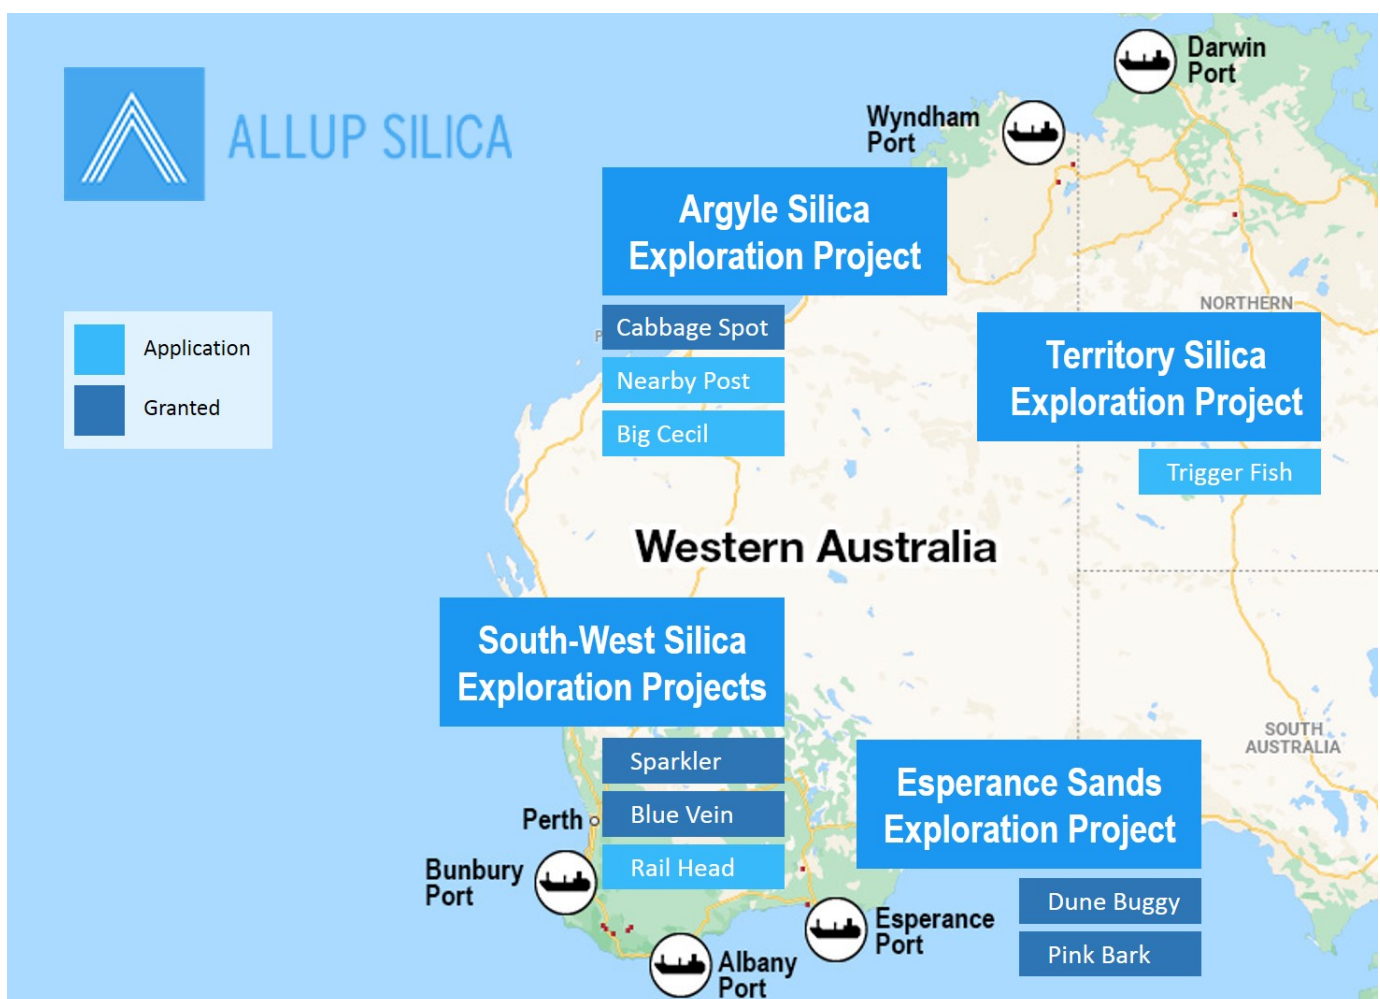 Darwin
Port
Wyndham
Port
ALLUP SILICA
Argyle Silica
Exploration Project
Cabbage Spot
Nearby Post
Big Cecil
Application
Granted
NORTHERN
Territory Silica
Exploration Project
Trigger Fish
Western Australia
South-West Silica
Exploration Projects
Sparkler
Blue Vein
Rail Head
Perth
Bunbury
Port
Albany
Port
SOUTH
AUSTRALIA
Esperance Sands
Exploration Project
Dune Buggy
Pink Bark
Esperance
Port